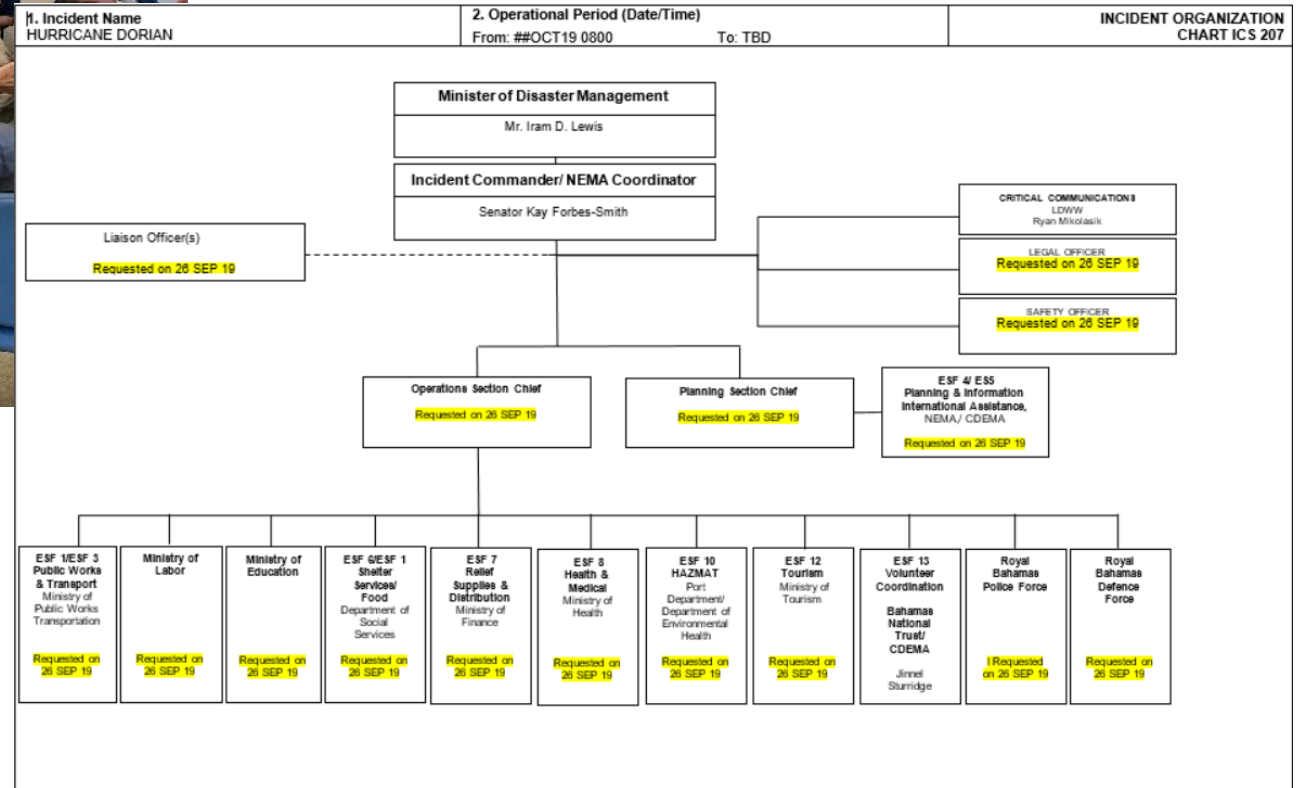 1. Incident Name
HURRICANE DORIAN
2. Operational Period (Date/Time)
From: ##OCT19 0800 To: TBD
INCIDENT ORGANIZATION
CHART ICS 207
Minister of Disaster Management
Mr. Iram D. Lewis
Incident Commander/ NEMA Coordinator
Senator Kay Forbes-Smith
Liaison Officer(s)
Requested on 26 SEP 19
CRITICAL COMMUNICATIONS
LDWW
Ryan Mikolasik
LEGAL OFFICER
Requested on 26 SEP 19
SAFETY OFFICER
Requested on 26 SEP 19
Operations Section Chief
Requested on 26 SEP 19
Planning Section Chief
Requested on 26 SEP 19
ESF 4/ ES5
Planning & Information
International Assistance,
NEMA/ CDEMA
Requested on 26 SEP 19
ESF 1/ESF 3
Public Works
& Transport
Ministry of
Public Works
Transportation
Requested on
26 SEP 19
Ministry of
Labor
Requested on
26 SEP 19
Ministry of
Education
Requested on
26 SEP 19
ESF 6/ESF 1
Shelter
Services/
Food
Department of
Social
Services
Requested on
26 SEP 19
ESF 7
Relief
Supplies &
Distribution
Ministry of
Finance
Requested on
26 SEP 19
ESF 8
Health &
Medical
Ministry of
Health
Requested on
26 SEP 19
ESF 10
HAZMAT
Port
Department/
Department of
Environmental
Health
Requested on
26 SEP 19
ESF 12
Tourism
Ministry of
Tourism
Requested on
26 SEP 19
ESF 13
Volunteer
Coordination
Bahamas
National
Trust/
CDEMA
Jinnel
Sturridge
Royal
Bahamas
Police Force
I Requested
on 26 SEP 19
Royal
Bahamas
Defence
Force
Requested on
26 SEP 19